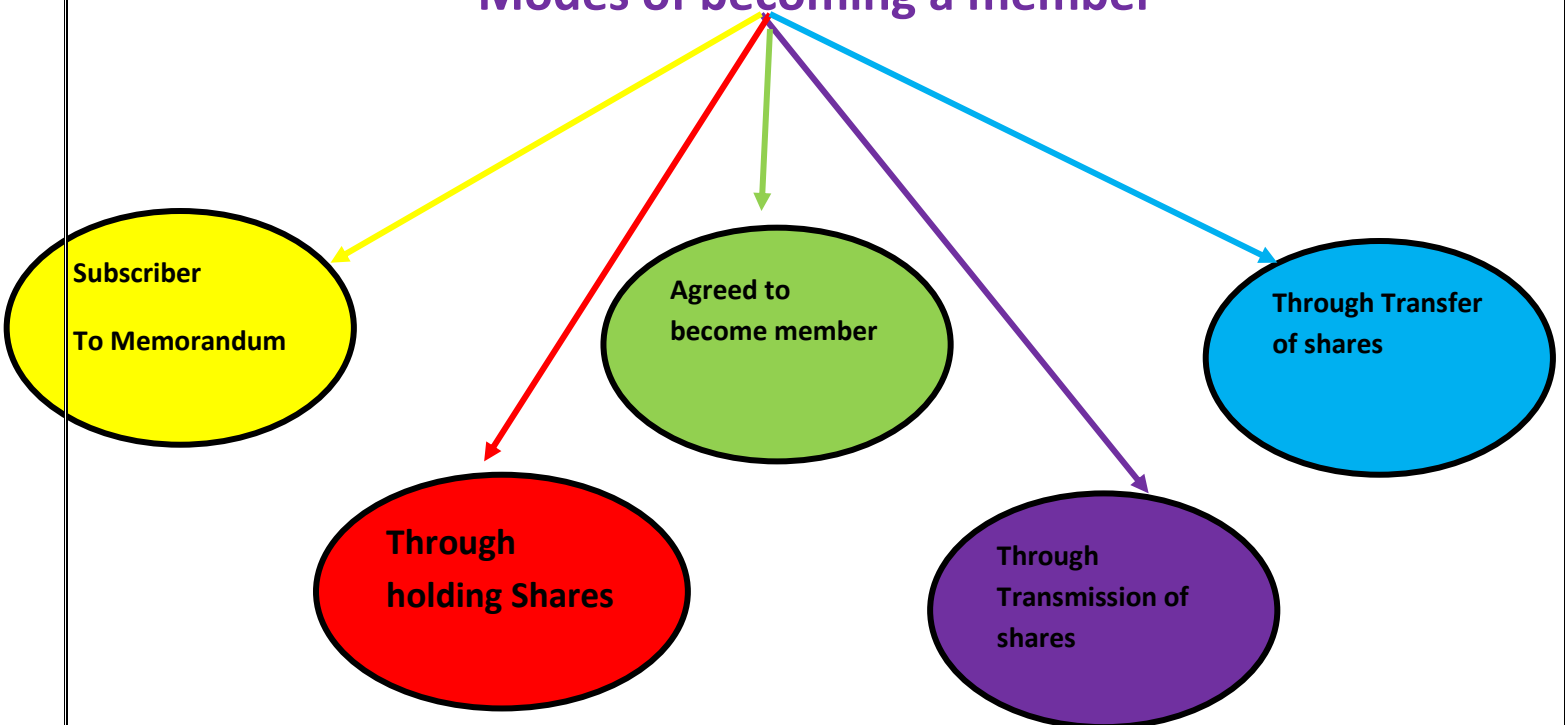 Modes of becoming a member
Subscriber
To Memorandum
Agreed to
become member
Through Transfer
of shares
Through
holding Shares
Through
Transmission of
shares